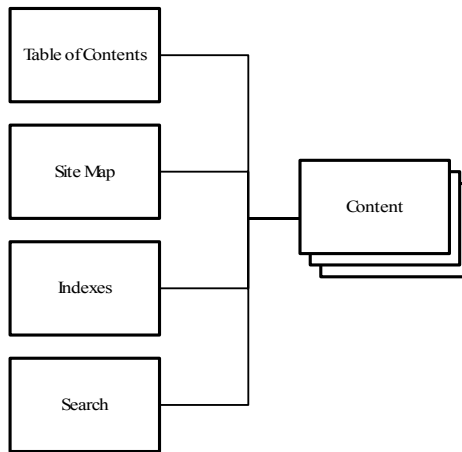 Table of Contents
Site Map
Content
Indexes
Search